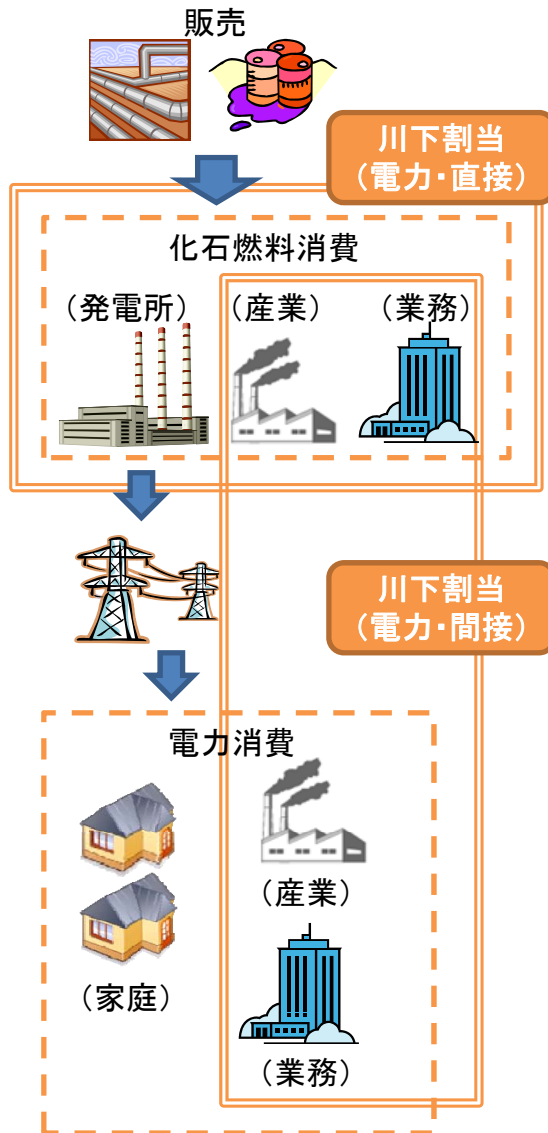 販売
川下割当
（電力・直接）
化石燃料消費
（発電所）
（産業）
（業務）
川下割当
（電力・間接）
電力消費
（産業）
（家庭）
（業務）